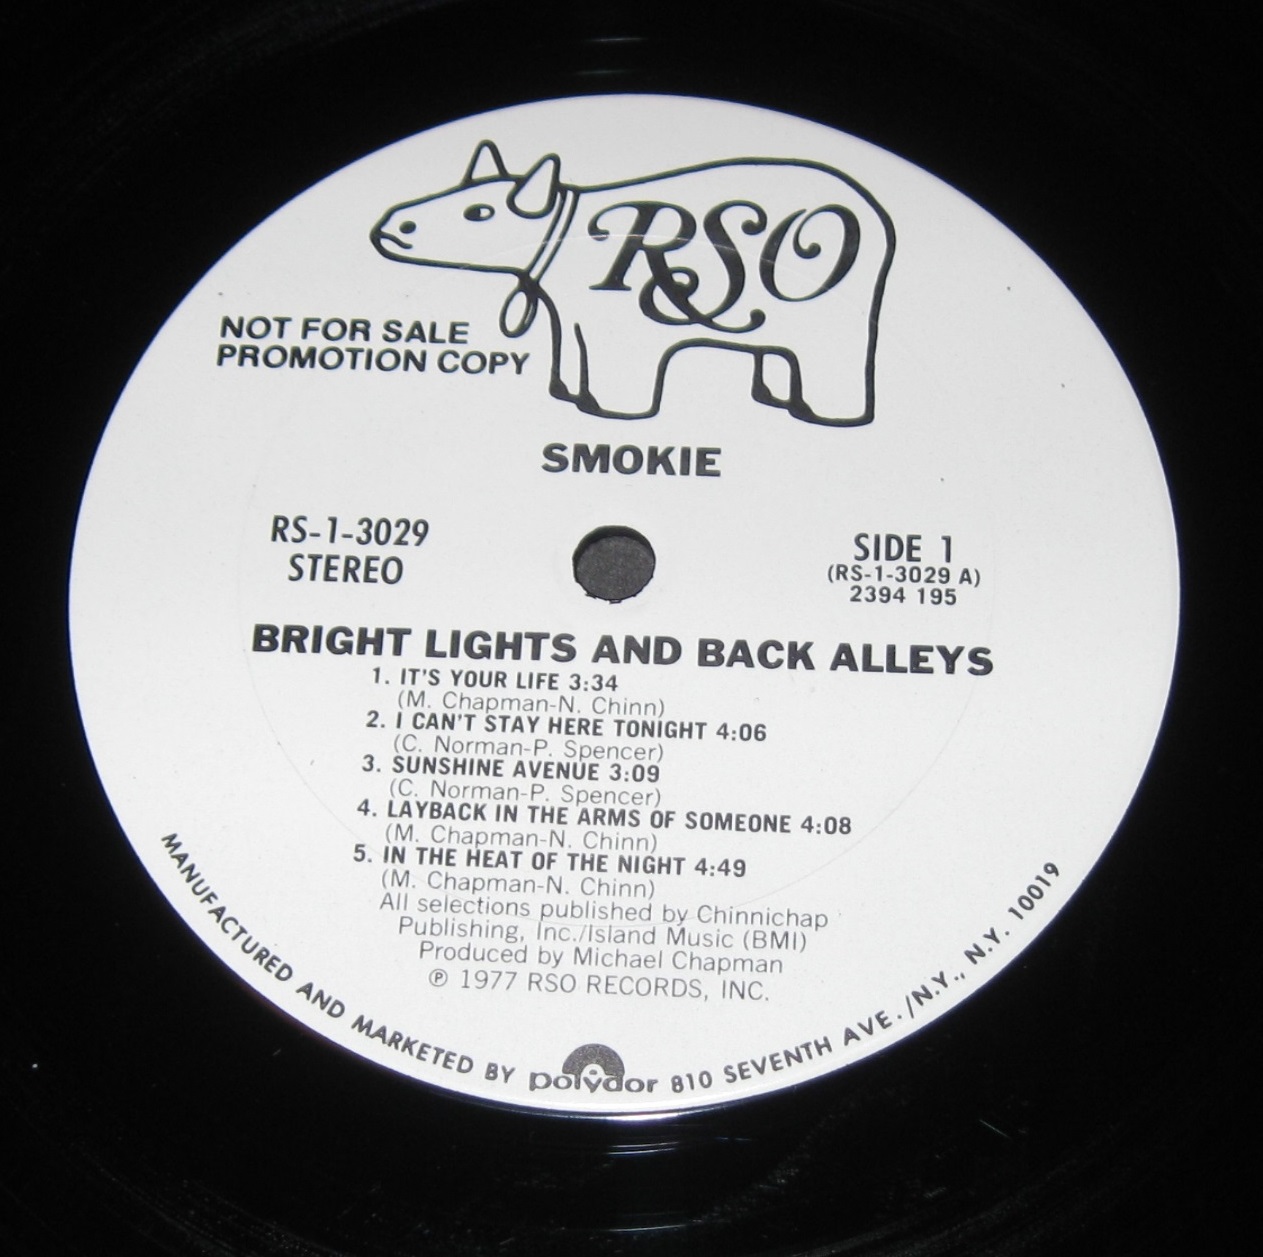 RSO
NOT FOR SALE
PROMOTION COPY
SMOKIE
RS-1-3029
STEREO
SIDE 1
(RS-1-3029 A)
2394 195
BRIGHT LIGHTS AND BACK ALLEYS
1. IT'S YOUR LIFE 3:34
(M. Chapman-N. Chinn)
2. I CAN'T STAY HERE TONIGHT 4:06
(C. Norman-P. Spencer)
3. SUNSHINE AVENUE 3:09
(C. Norman-P. Spencer)
4. LAYBACK IN THE ARMS OF SOMEONE 4:08
(M. Chapman-N. Chinn)
5. IN THE HEAT OF THE NIGHT 4:49
(M. Chapman-N. Chinn)
All selections published by Chinnichap
Publishing, Inc./Island Music (BMI)
Produced by Michael Chapman
℗ 1977 RSO RECORDS, INC.
MANUFACTURED AND MARKETED BY polydor 810 SEVENTH AVE./N.Y., N.Y. 10019